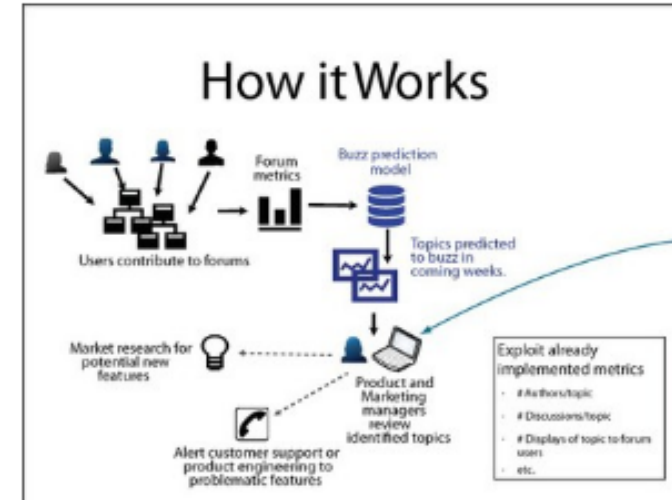 How it Works
Forum
metrics
Buzz prediction
model
Users contribute to forums
Topics predicted
to buzz in
coming weeks.
Market research for
potential new
features
Product and
Marketing
managers
review
identified topics
Alert customer support or
product engineering to
problematic features
Exploit already
implemented metrics
· # Authors/topic
· # Discussions/topic
· # Displays of topic to forum
users
· etc.